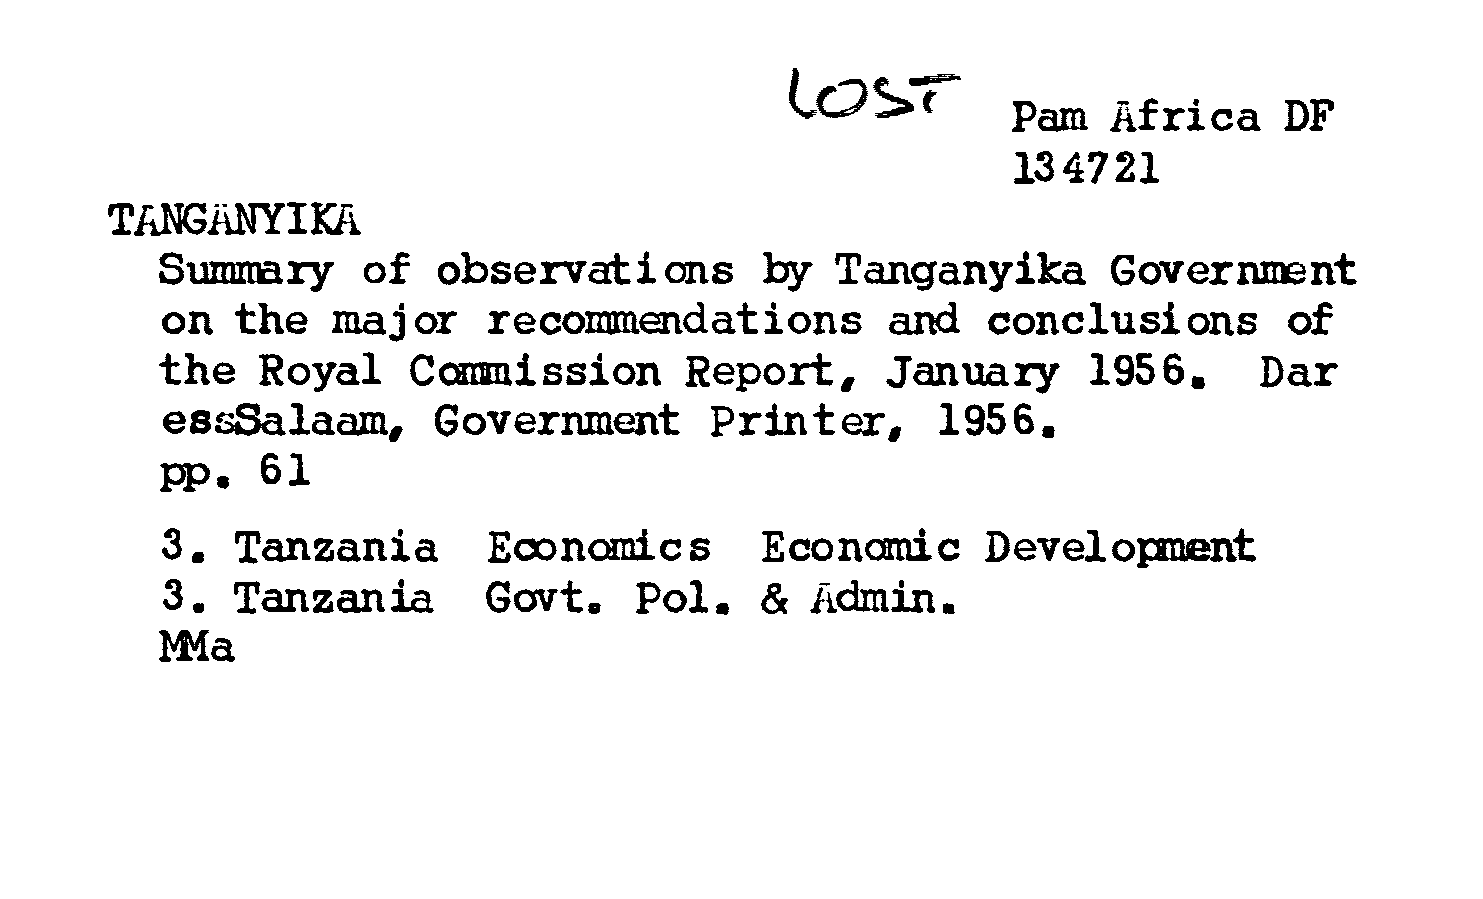 LOST
Pam Africa DF
134721
TANGANYIKA
Summary of observations by Tanganyika Government
on the major recommendations and conclusions of
the Royal Commission Report, January 1956. Dar
essSalaam, Government Printer, 1956.
pp. 61
3. Tanzania Economics Economic Development
3. Tanzania Govt. Pol. & Admin.
MMa